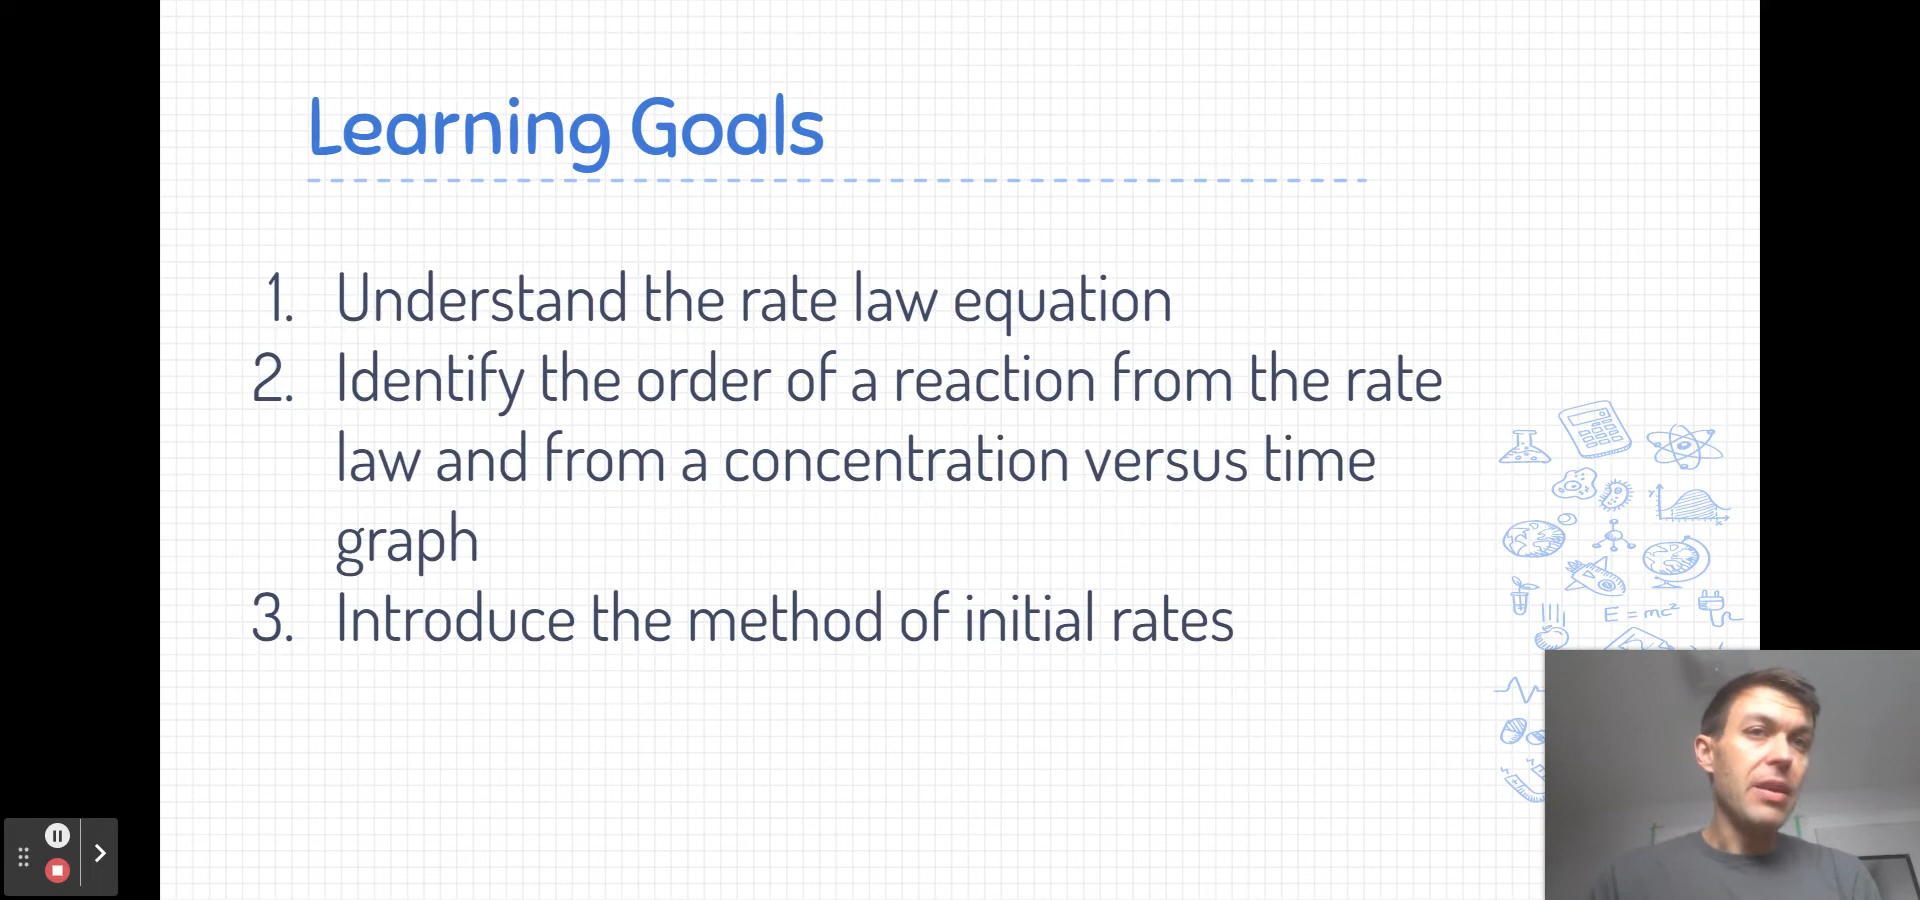 Learning Goals
1. Understand the rate law equation
2. Identify the order of a reaction from the rate
law and from a concentration versus time
graph
3. Introduce the method of initial rates
E = mc²